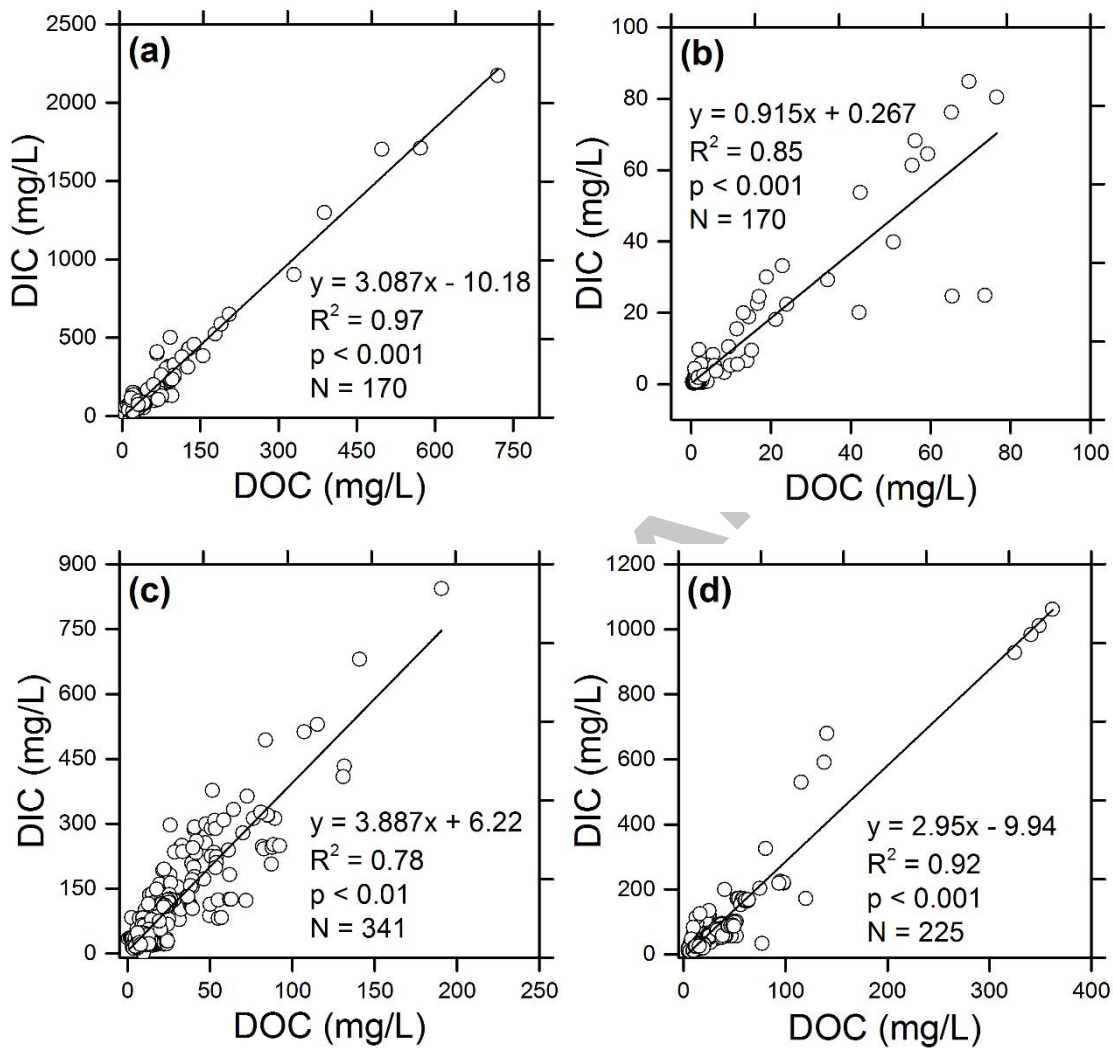 (a)
2500
2000
1500
1000
500
0
DIC (mg/L)
y = 3.087x - 10.18
R² = 0.97
p < 0.001
N = 170
0 150 300 450 600 750
DOC (mg/L)
(b)
100
80
60
40
20
0
DIC (mg/L)
y = 0.915x + 0.267
R² = 0.85
p < 0.001
N = 170
0 20 40 60 80 100
DOC (mg/L)
(c)
900
750
600
450
300
150
0
DIC (mg/L)
y = 3.887x + 6.22
R² = 0.78
p < 0.01
N = 341
0 50 100 150 200 250
DOC (mg/L)
(d)
1200
1000
800
600
400
200
0
DIC (mg/L)
y = 2.95x - 9.94
R² = 0.92
p < 0.001
N = 225
0 100 200 300 400
DOC (mg/L)